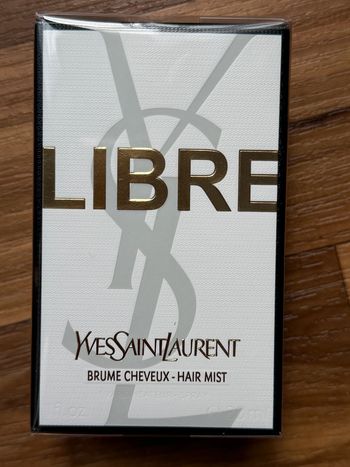 LIBRE
YVESSAINTLAURENT
BRUME CHEVEUX - HAIR MIST